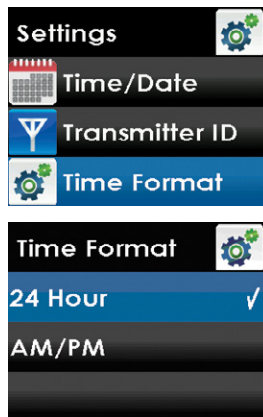 Settings
Time/Date
Transmitter ID
Time Format
Time Format
24 Hour √
AM/PM